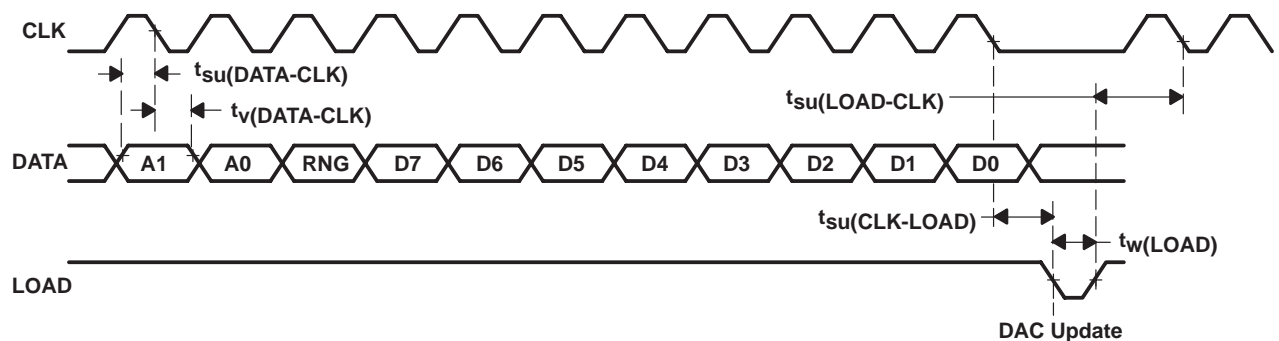 CLK
tsu(DATA-CLK)
tsu(LOAD-CLK)
tv(DATA-CLK)
DATA A1 A0 RNG D7 D6 D5 D4 D3 D2 D1 D0
tsu(CLK-LOAD)
tw(LOAD)
LOAD
DAC Update